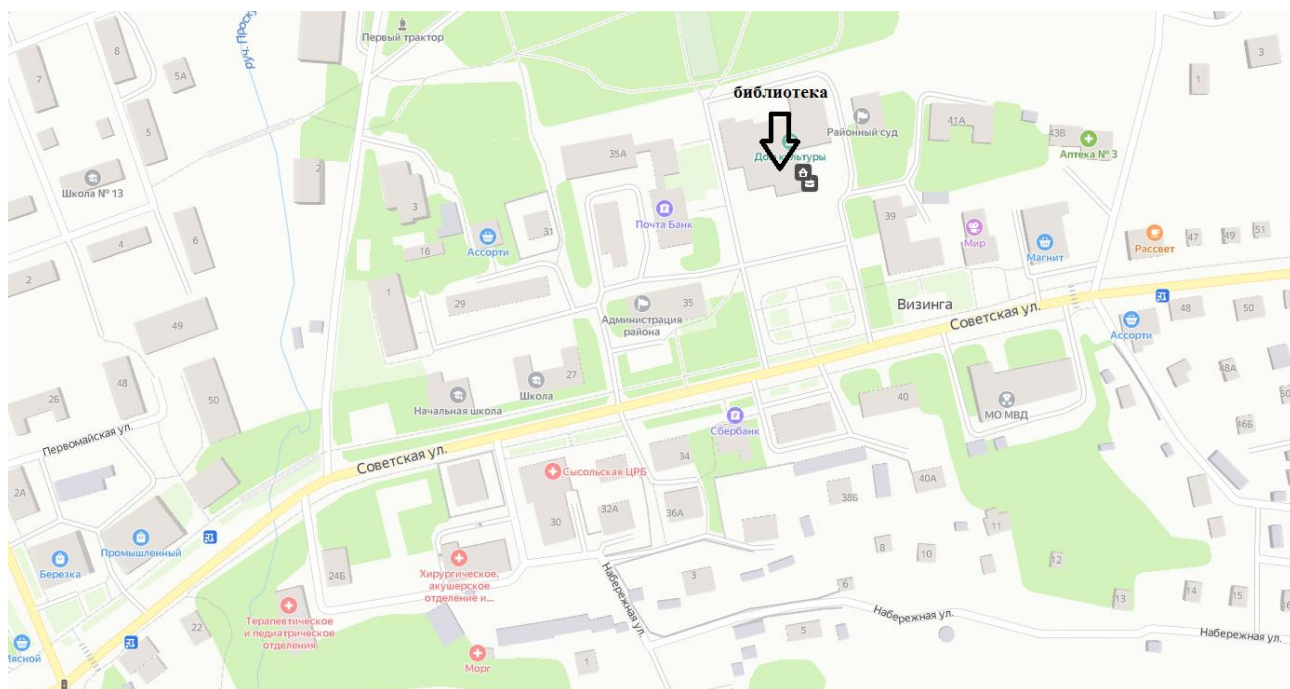 8
Первый трактор
руч. Проск
7
5А
3
1
библиотека
Районный суд
41А
43В
Аптека № 3
5
35А
Дом культуры
Школа № 13
2
3
Почта Банк
31
39
Мир
Магнит
Рассвет
47
49
51
4
6
16
Ассорти
2
1
29
35
Администрация
района
Визинга
Советская ул.
48
50
Ассорти
49
48
50
2Б
27
Школа
Начальная школа
40
МО МВД
48А
50
Сбербанк
46Б
Первомайская ул.
Советская ул.
34
Сысольская ЦРБ
2А
30
32А
36А
38Б
40А
11
Промышленный
Березка
24Б
Хирургическое,
акушерское
отделение и...
8
10
12
3
6
13
14
15
Терапевтическое
и педиатрическое
отделения
22
Набережная ул.
Набережная ул.
5
Набережная ул.
Мясной
Морг
1